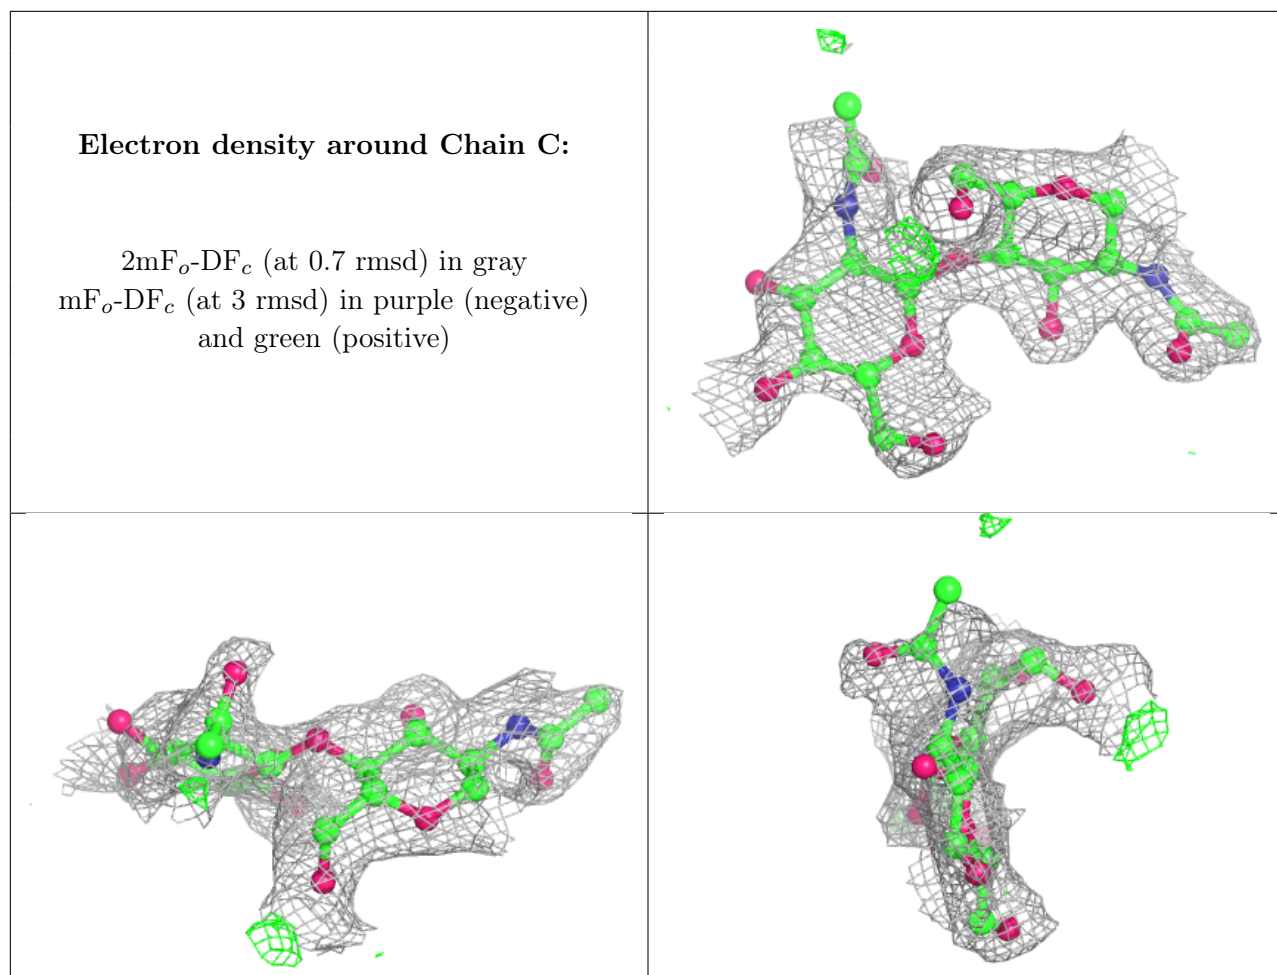 Electron density around Chain C:
2mFo-DFc (at 0.7 rmsd) in gray
mFo-DFc (at 3 rmsd) in purple (negative)
and green (positive)